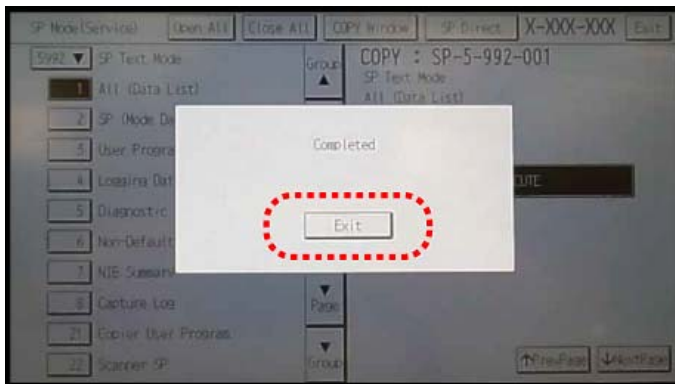 SP Mode(Service) Open All Close All COPY Window SP Direct X-XXX-XXX Exit
5992 ▼ SP Text Mode
Group
▲
COPY : SP-5-992-001
SP Text Mode
All (Data List)
1 All (Data List)
2 SP (Mode Da
3 User Progra
4 Logging Dat
5 Diagnostic
6 Non-Default
7 NIB Summary
8 Capture Log
21 Copier User Program
22 Scanner SP
Completed
Exit
CUTE
▼
Page
▼
Group
↑PrevPage ↓NextPage